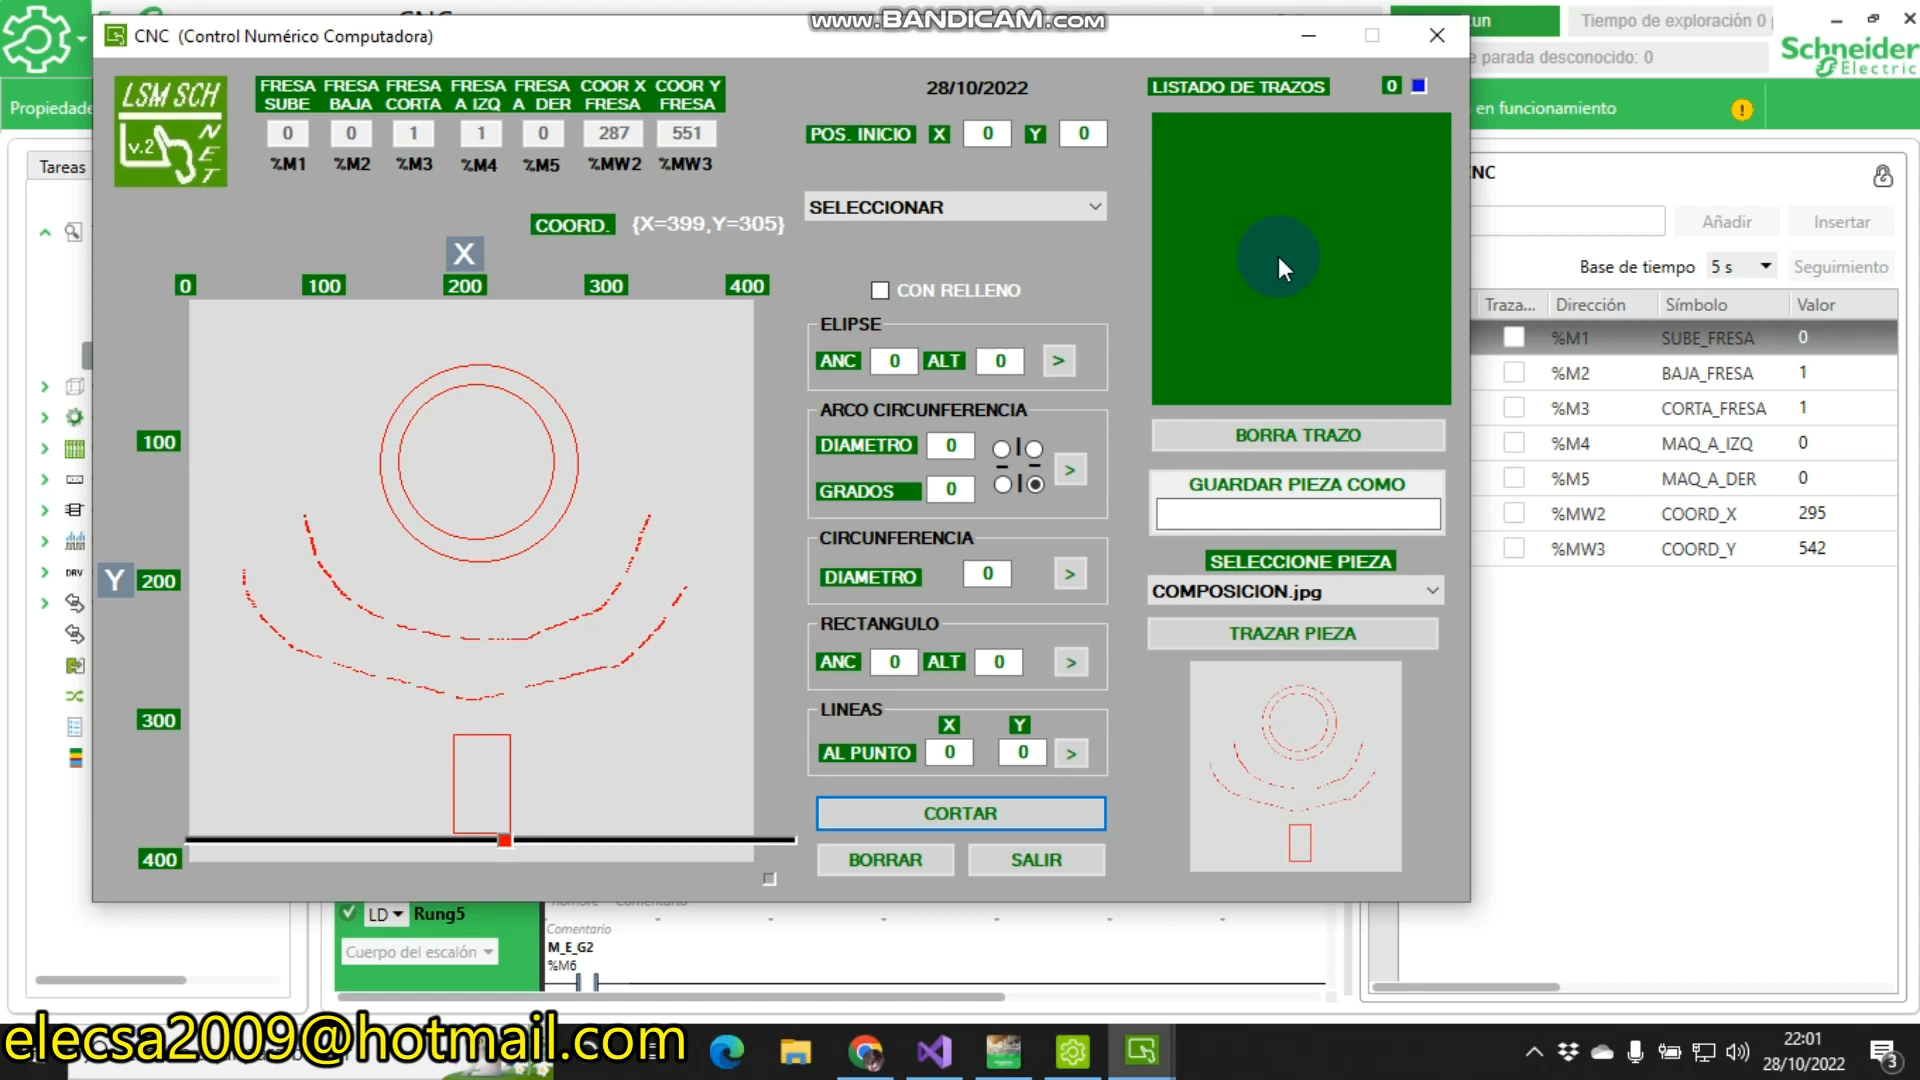 www.BANDICAM.com
CNC (Control Numérico Computadora)
Tiempo de exploración 0
e parada desconocido: 0
Schneider
Electric
Propiedade
en funcionamiento
LSM SCH
v.2
NET
FRESA SUBE
FRESA BAJA
FRESA CORTA
FRESA A IZQ
FRESA A DER
COOR X FRESA
COOR Y FRESA
0 0 1 1 0 287 551
%M1 %M2 %M3 %M4 %M5 %MW2 %MW3
28/10/2022
POS. INICIO X 0 Y 0
SELECCIONAR
COORD. {X=399,Y=305}
X
0 100 200 300 400
Y
100
200
300
400
CON RELLENO
ELIPSE
ANC 0 ALT 0 >
ARCO CIRCUNFERENCIA
DIAMETRO 0
GRADOS 0 >
CIRCUNFERENCIA
DIAMETRO 0 >
RECTANGULO
ANC 0 ALT 0 >
LINEAS
X Y
AL PUNTO 0 0 >
CORTAR
BORRAR SALIR
LISTADO DE TRAZOS 0
BORRA TRAZO
GUARDAR PIEZA COMO
SELECCIONE PIEZA
COMPOSICION.jpg
TRAZAR PIEZA
Tareas
DRV
Añadir Insertar
Base de tiempo 5 s Seguimiento
Traza... Dirección Símbolo Valor
%M1 SUBE_FRESA 0
%M2 BAJA_FRESA 1
%M3 CORTA_FRESA 1
%M4 MAQ_A_IZQ 0
%M5 MAQ_A_DER 0
%MW2 COORD_X 295
%MW3 COORD_Y 542
LD Rung5
Cuerpo del escalón
Comentario
M_E_G2
%M6
elecsa2009@hotmail.com
22:01
28/10/2022
3